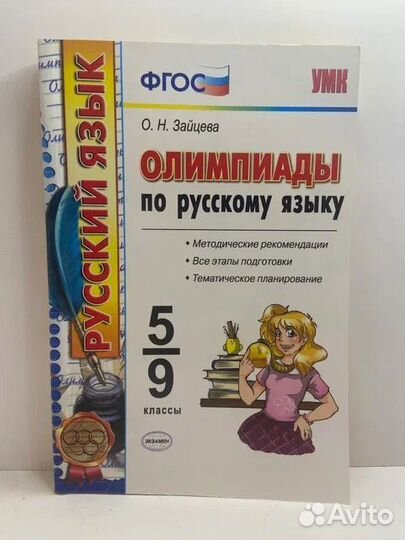 РУССКИЙ ЯЗЫК
ФГОС
УМК
О. Н. Зайцева
ОЛИМПИАДЫ
по русскому языку
• Методические рекомендации
• Все этапы подготовки
• Тематическое планирование
5
9
классы
ЭКЗАМЕН
Avito